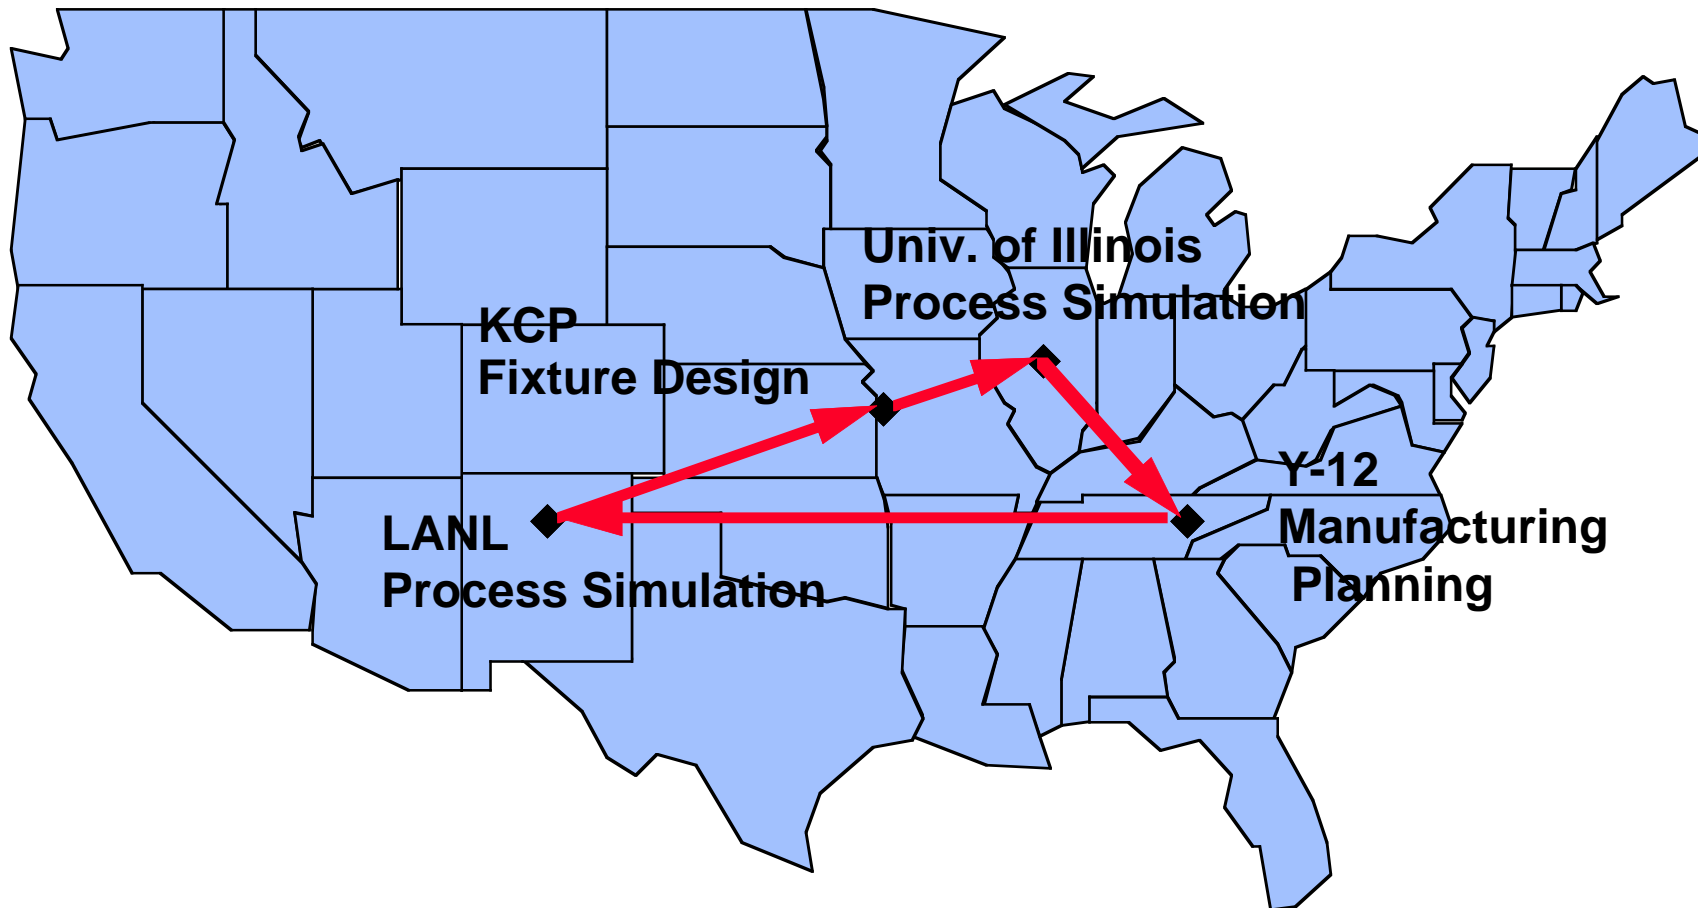 Univ. of Illinois
Process Simulation
KCP
Fixture Design
Y-12
Manufacturing
Planning
LANL
Process Simulation